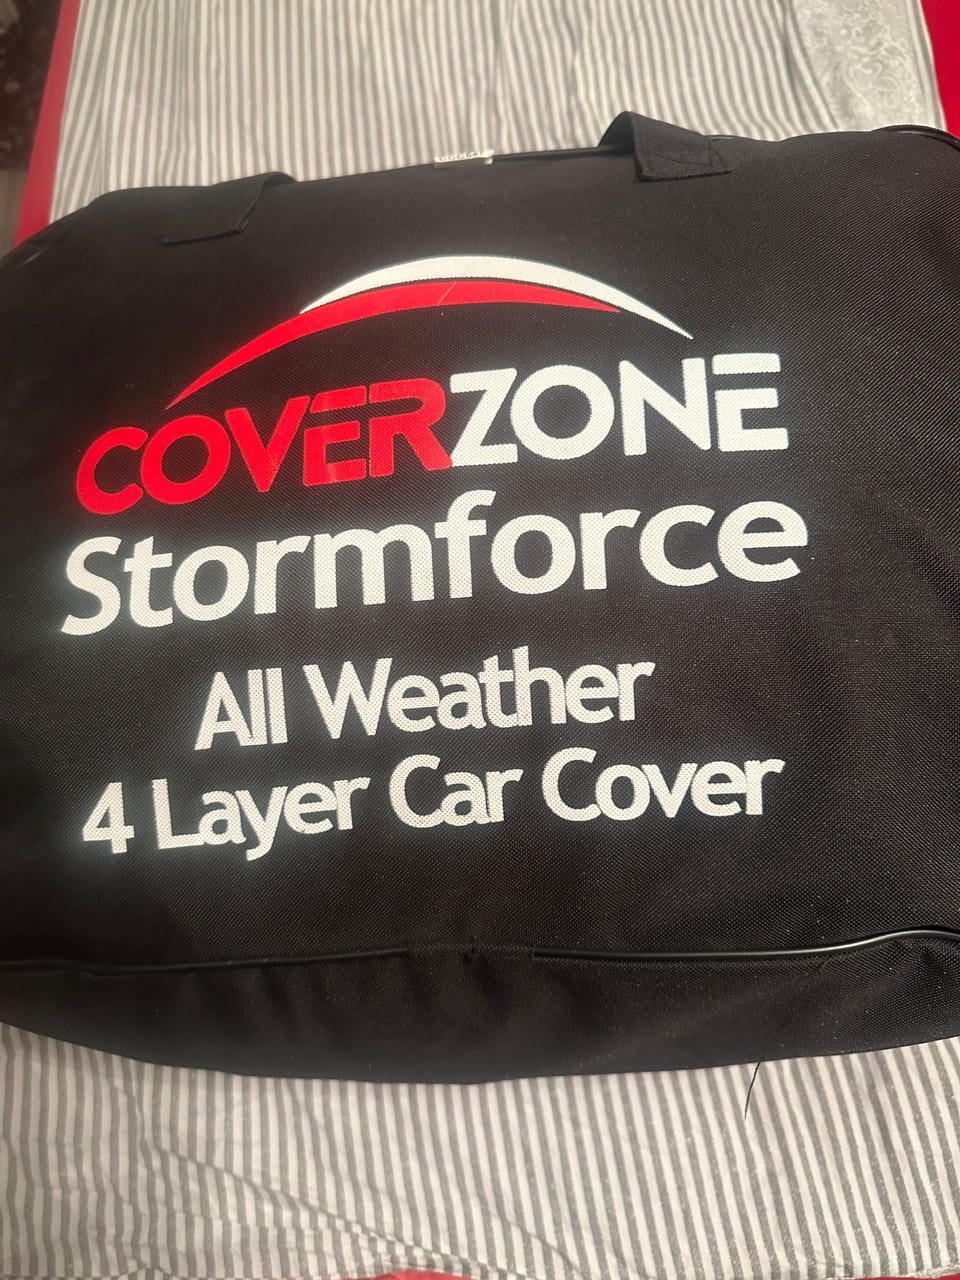 COVERZONE
Stormforce
All Weather
4 Layer Car Cover